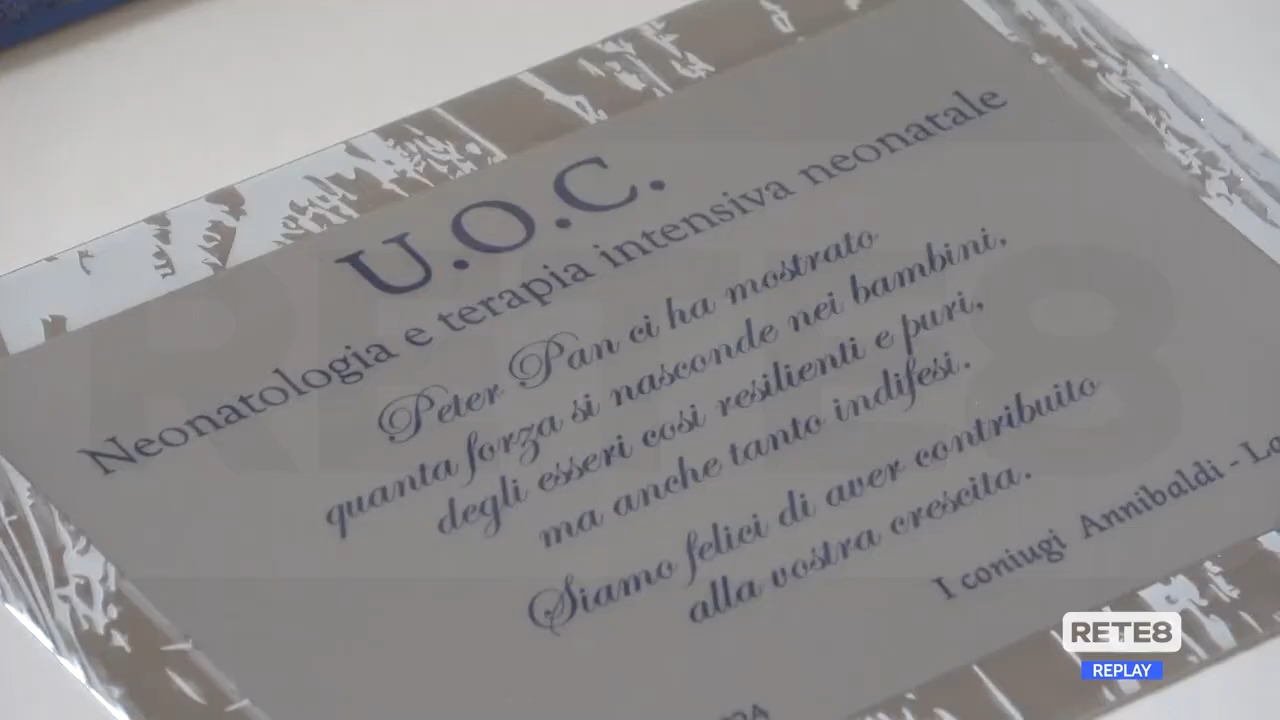 U.O.C.
Neonatologia e terapia intensiva neonatale
Peter Pan ci ha mostrato
quanta forza si nasconde nei bambini,
degli esseri così resilienti e puri,
ma anche tanto indifesi.
Siamo felici di aver contribuito
alla vostra crescita.
I coniugi Annibaldi -
RETE8
REPLAY
RETE8